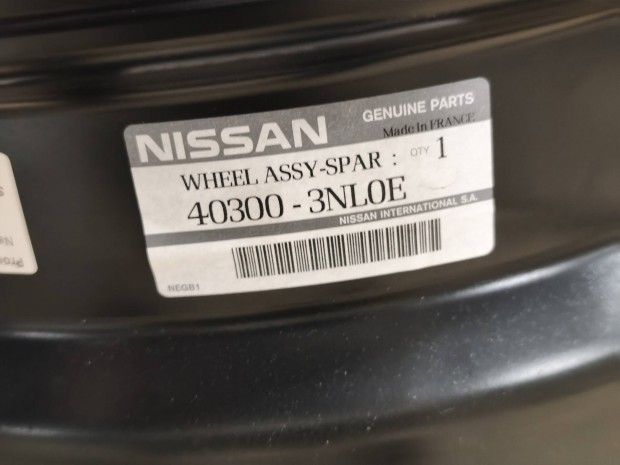 NISSAN
GENUINE PARTS
Made in FRANCE
WHEEL ASSY-SPAR : QTY 1
40300 - 3NL0E
NISSAN INTERNATIONAL S.A.
NEGB1